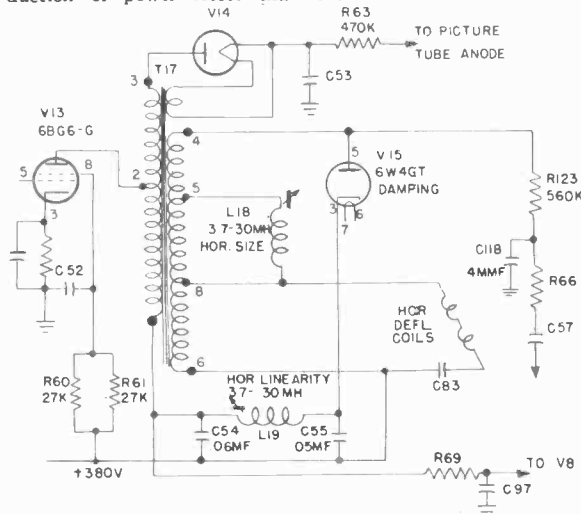 duction of power
V14
R63
470K
TO PICTURE
TUBE ANODE
C53
3
T17
V13
6BG6-G
5
8
2
3
4
5
V15
6W4GT
DAMPING
5
3
6
7
R123
560K
L18
3.7-30MH
HOR. SIZE
C118
4MMF
R66
8
C57
C52
HOR
DEFL
COILS
6
C83
R60
27K
R61
27K
HOR LINEARITY
3.7-30MH
C54
06MF
L19
C55
05MF
+380V
R69
TO V8
C97